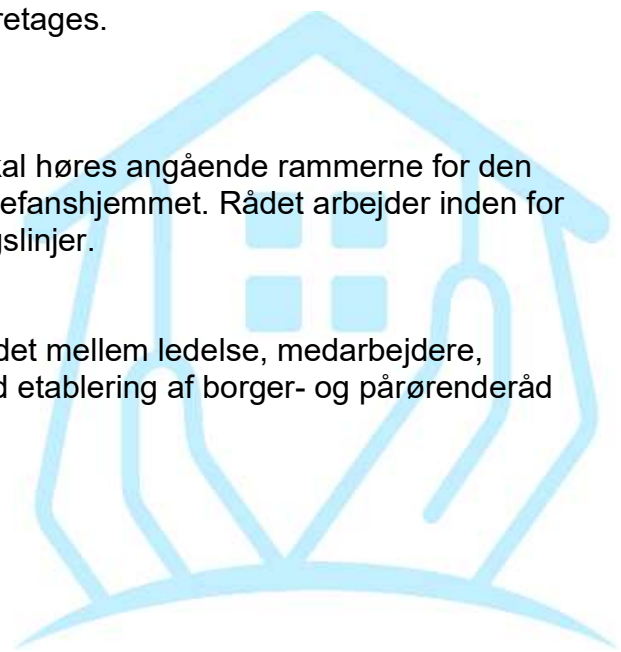 retages.
kal høres angående rammerne for den
efanshjemmet. Rådet arbejder inden for
gslinjer.
det mellem ledelse, medarbejdere,
d etablering af borger- og pårørenderåd